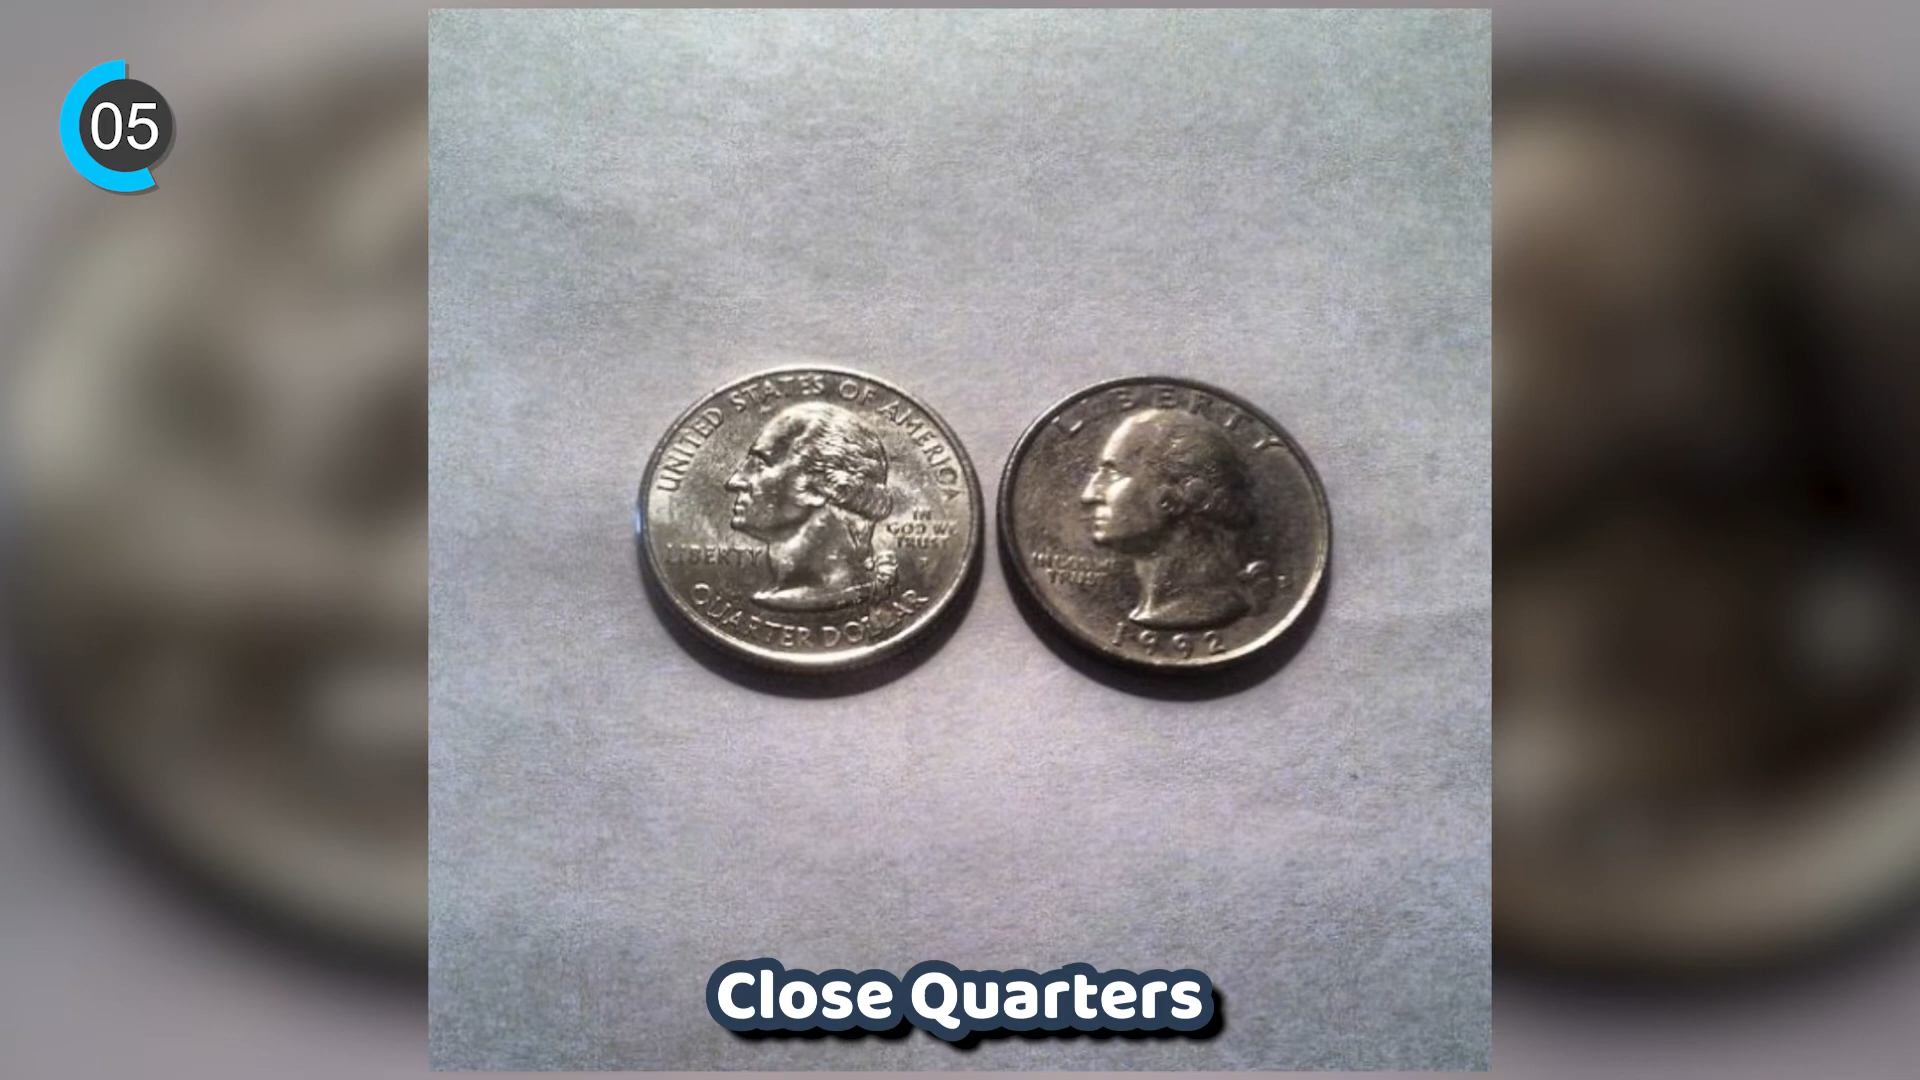 05
UNITED STATES OF AMERICA
IN
GOD WE
TRUST
LIBERTY
QUARTER DOLLAR
LIBERTY
IN GOD WE
TRUST
1992
Close Quarters